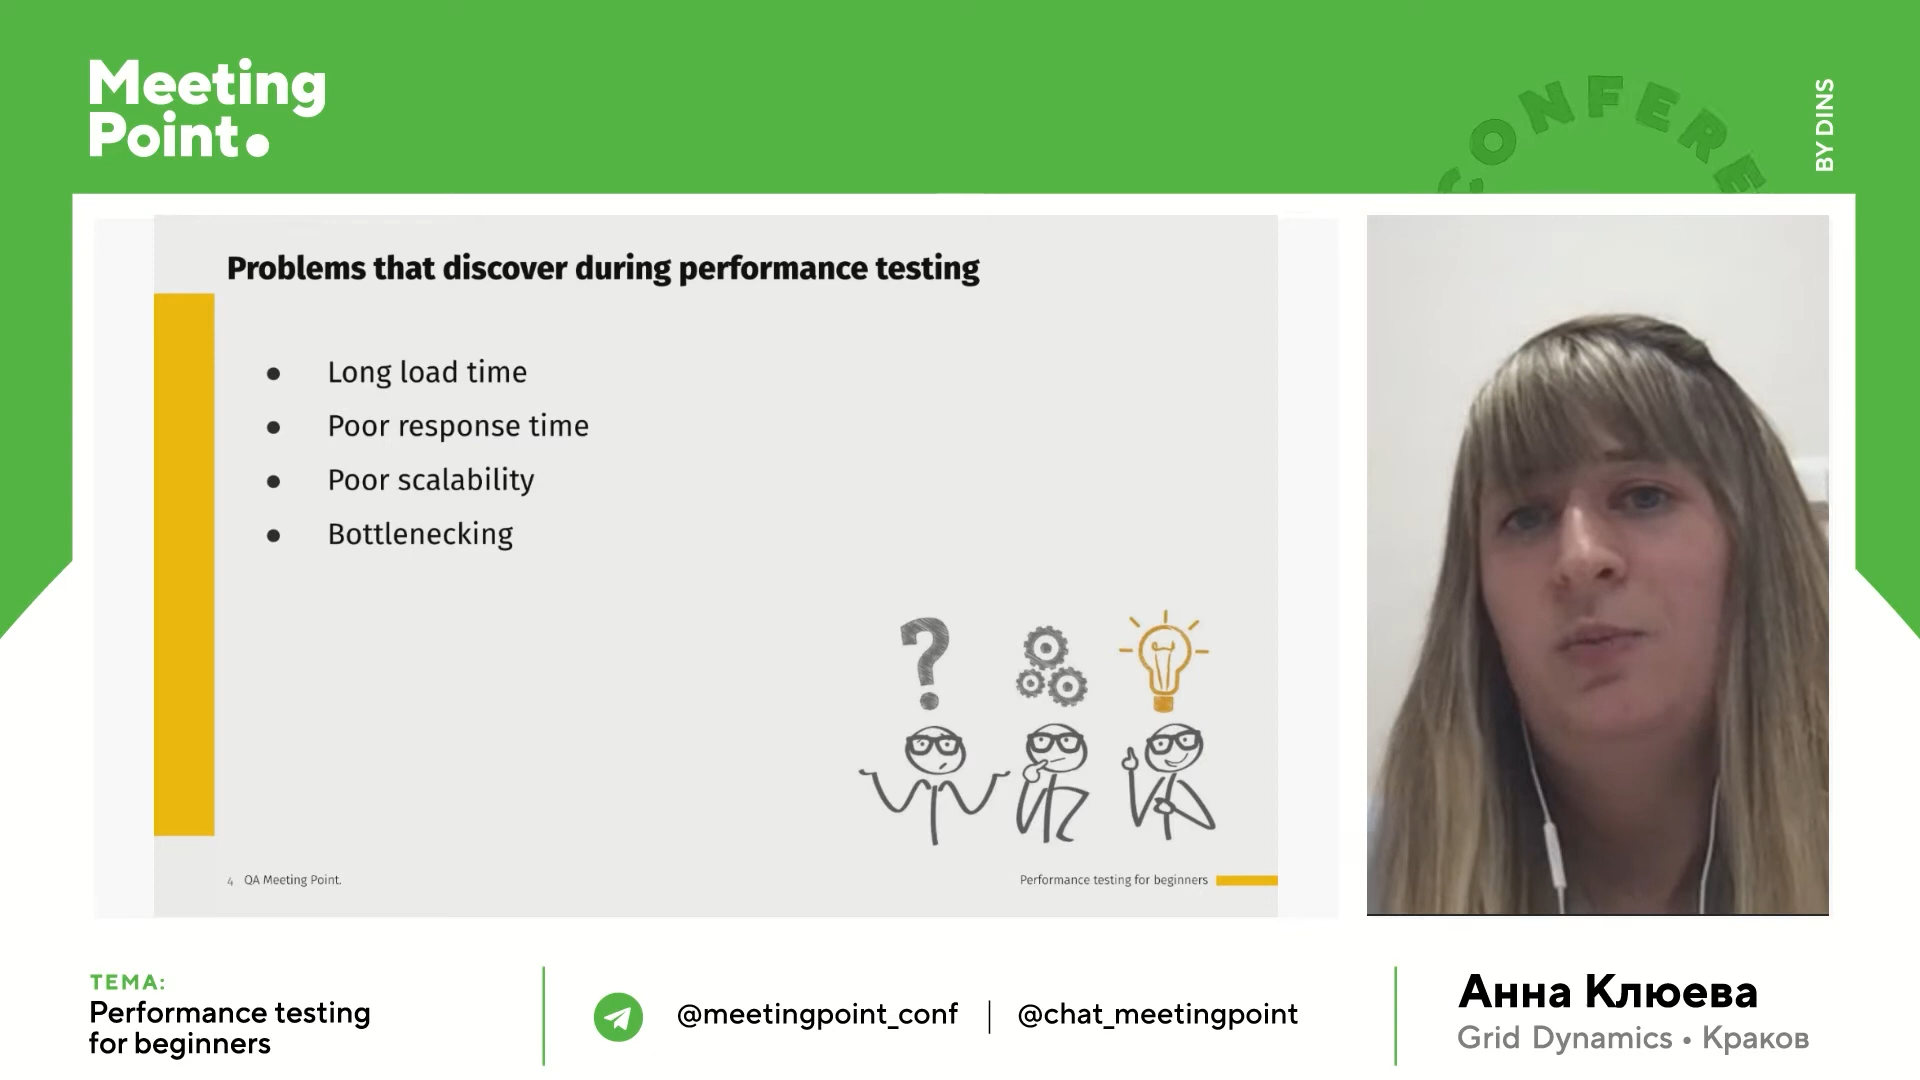 Meeting
Point.
CONFERE
BY DINS
Problems that discover during performance testing
● Long load time
● Poor response time
● Poor scalability
● Bottlenecking
?
4 QA Meeting Point.
Performance testing for beginners
ТЕМА:
Performance testing
for beginners
@meetingpoint_conf | @chat_meetingpoint
Анна Клюева
Grid Dynamics • Краков